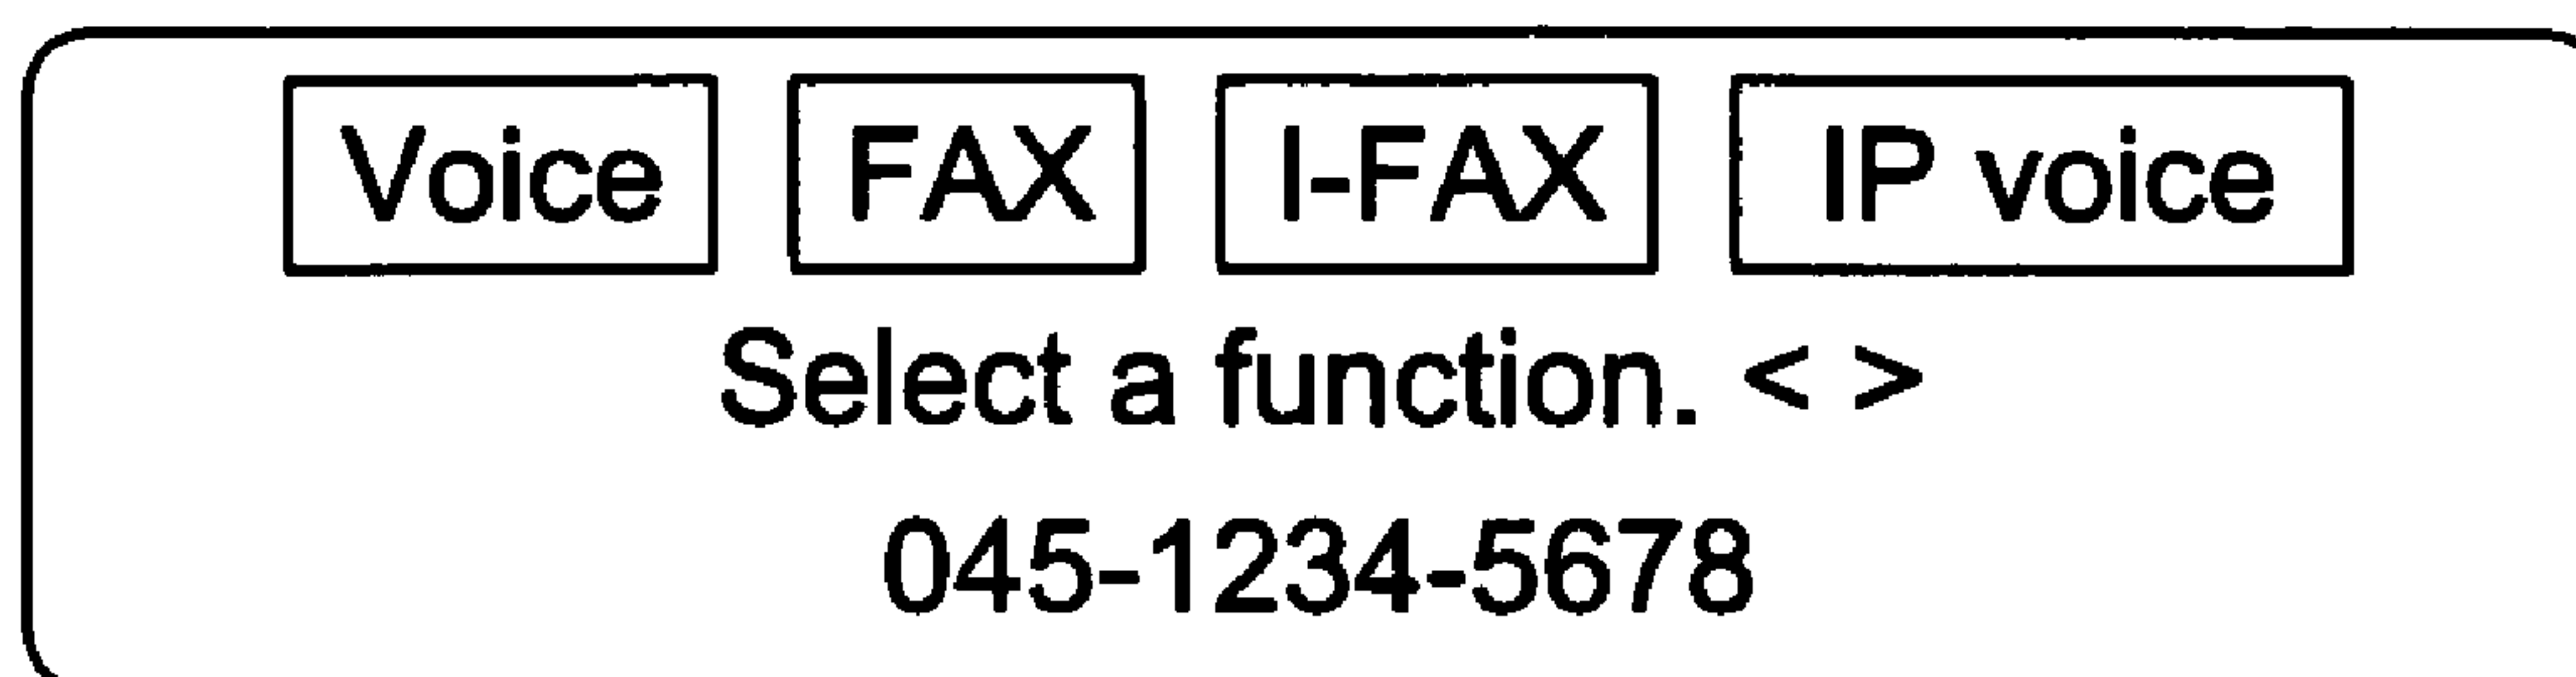 Voice FAX I-FAX IP voice
Select a function. < >
045-1234-5678